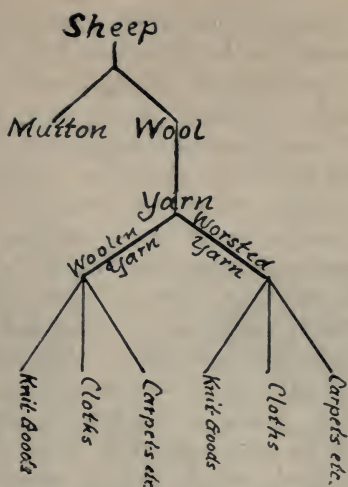 Sheep
Mutton Wool
Yarn
Woolen
Yarn
Worsted
Yarn
Knit Goods
Cloths
Carpets etc
Knit Goods
Cloths
Carpets etc.